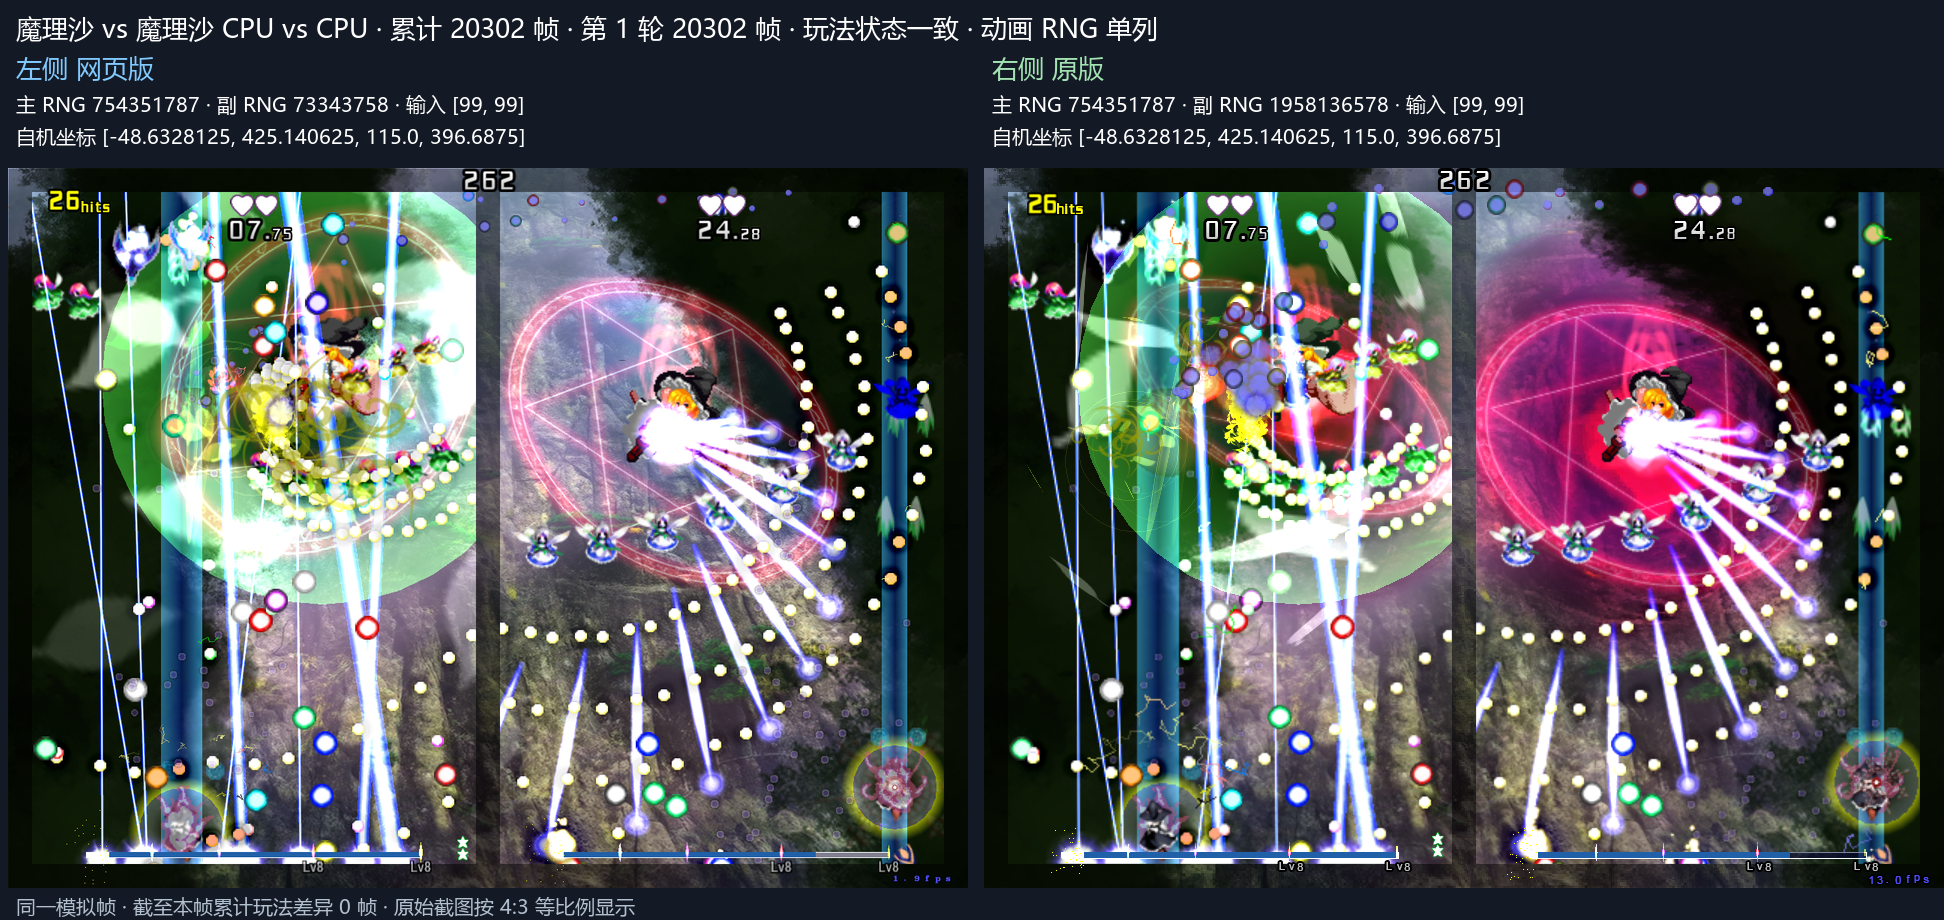 魔理沙 vs 魔理沙 CPU vs CPU · 累计 20302 帧 · 第 1 轮 20302 帧 · 玩法状态一致 · 动画 RNG 单列
左侧 网页版
主 RNG 754351787 · 副 RNG 73343758 · 输入 [99, 99]
自机坐标 [-48.6328125, 425.140625, 115.0, 396.6875]
右侧 原版
主 RNG 754351787 · 副 RNG 1958136578 · 输入 [99, 99]
自机坐标 [-48.6328125, 425.140625, 115.0, 396.6875]
262
26hits
07.75
24.28
Lv8
Lv8
Lv8
Lv8
1.9fps
262
26hits
07.75
24.28
Lv8
Lv8
Lv8
Lv8
13.0fps
同一模拟帧 · 截至本帧累计玩法差异 0 帧 · 原始截图按 4:3 等比例显示